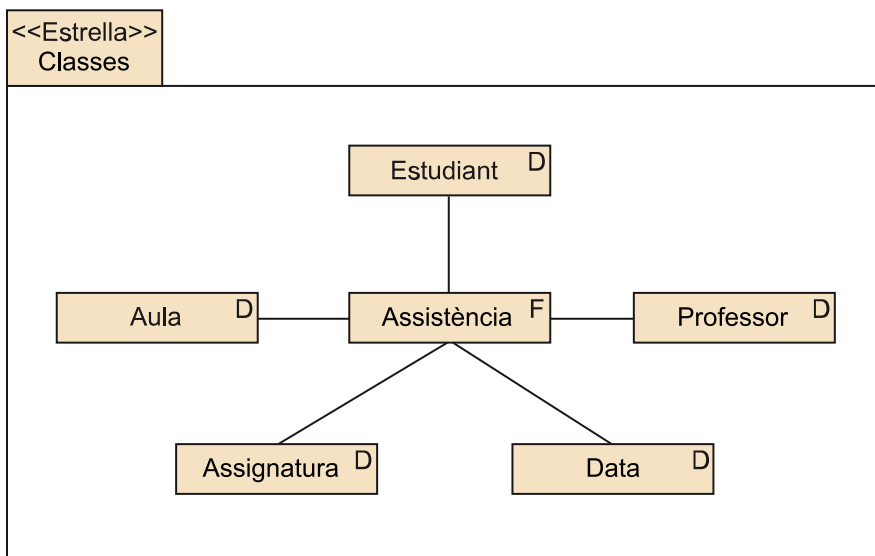 <<Estrella>>
Classes
Estudiant D
Aula D
Assistència F
Professor D
Assignatura D
Data D